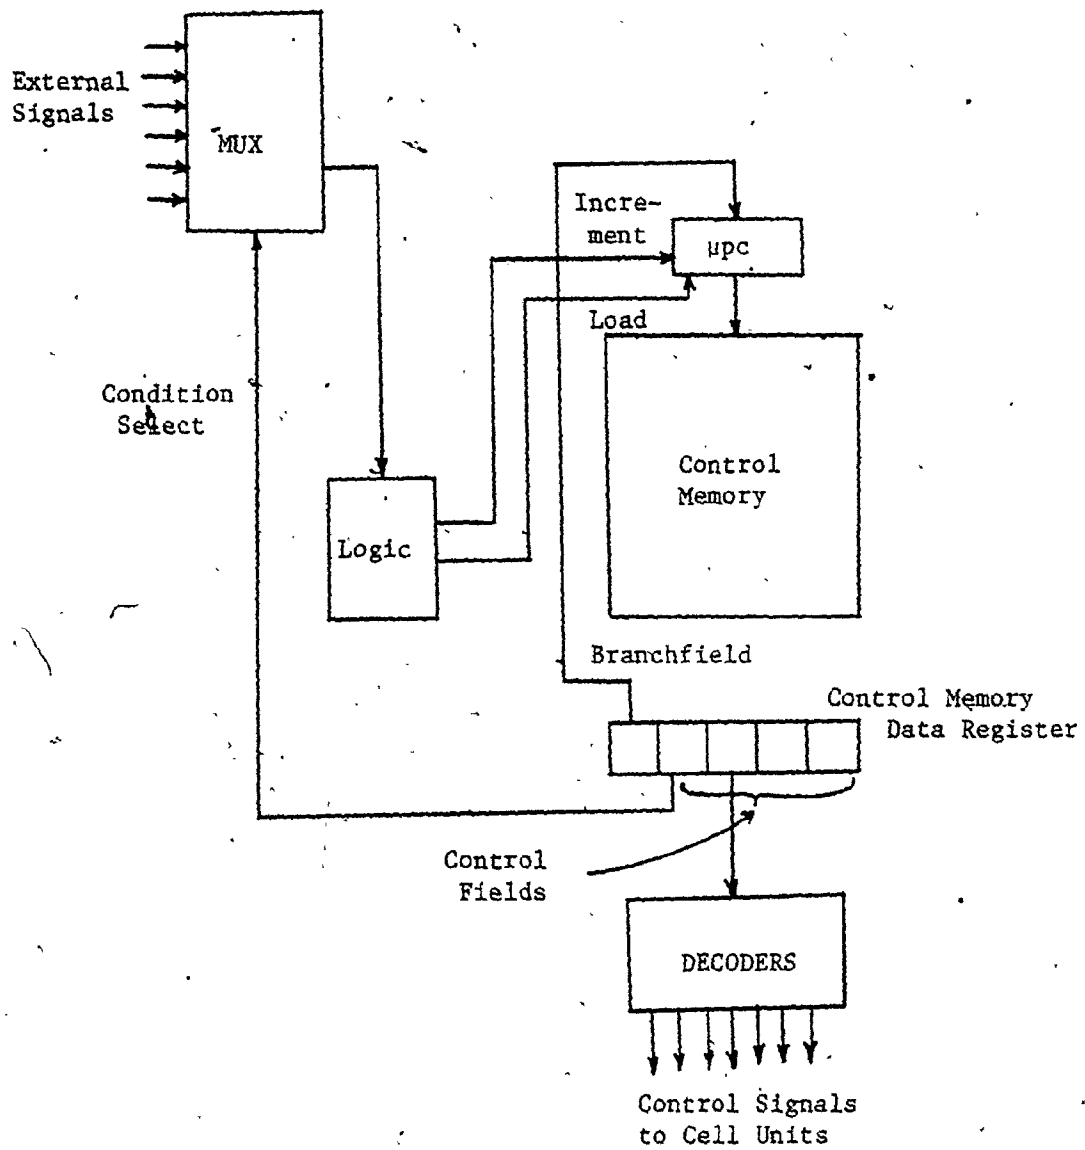 External
Signals
MUX
Incre-
ment
μpc
Load
Condition
Select
Control
Memory
Logic
Branchfield
Control Memory
Data Register
Control
Fields
DECODERS
Control Signals
to Cell Units